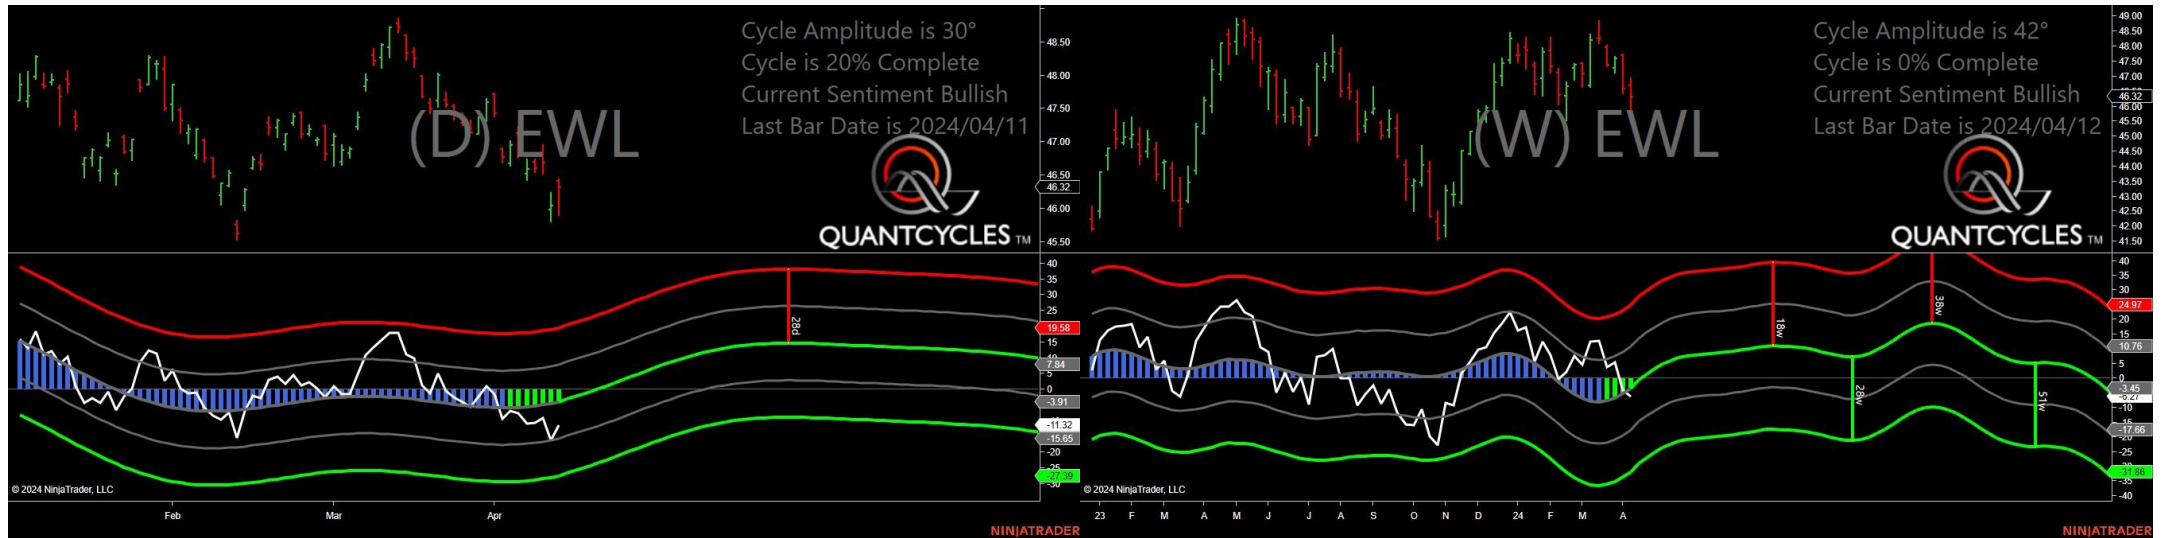 Cycle Amplitude is 30°
Cycle is 20% Complete
Current Sentiment Bullish
Last Bar Date is 2024/04/11
(D) EWL
QUANTCYCLES TM
48.50
48.00
47.50
47.00
46.50
46.32
46.00
45.50
40
35
30
25
19.58
15
10
7.84
5
0
-3.91
-11.32
-15.65
-20
-25
-27.39
-30
28d
© 2024 NinjaTrader, LLC
Feb
Mar
Apr
NINJATRADER
Cycle Amplitude is 42°
Cycle is 0% Complete
Current Sentiment Bullish
Last Bar Date is 2024/04/12
(W) EWL
QUANTCYCLES TM
49.00
48.50
48.00
47.50
47.00
46.32
46.00
45.50
45.00
44.50
44.00
43.50
43.00
42.50
42.00
41.50
40
35
30
24.97
20
15
10.76
5
0
-3.45
-6.27
-10
-17.66
-20
-25
-31.86
-35
-40
18w
28w
38w
51w
© 2024 NinjaTrader, LLC
23
F
M
A
M
J
J
A
S
O
N
D
24
F
M
A
NINJATRADER